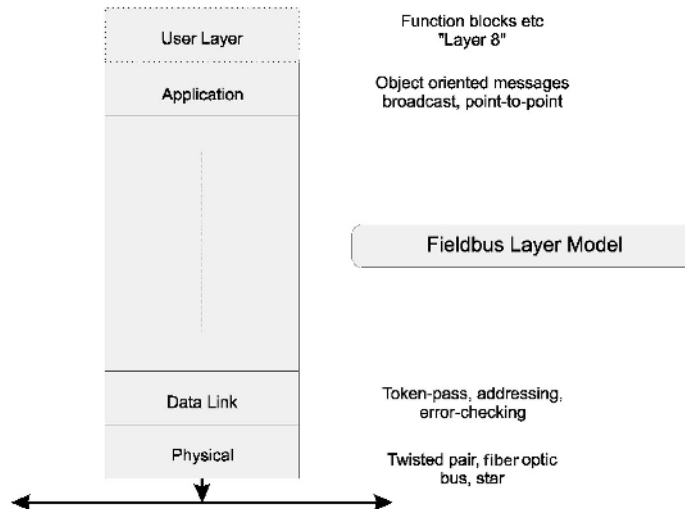 User Layer
Function blocks etc
"Layer 8"
Application
Object oriented messages
broadcast, point-to-point
Fieldbus Layer Model
Data Link
Token-pass, addressing,
error-checking
Physical
Twisted pair, fiber optic
bus, star